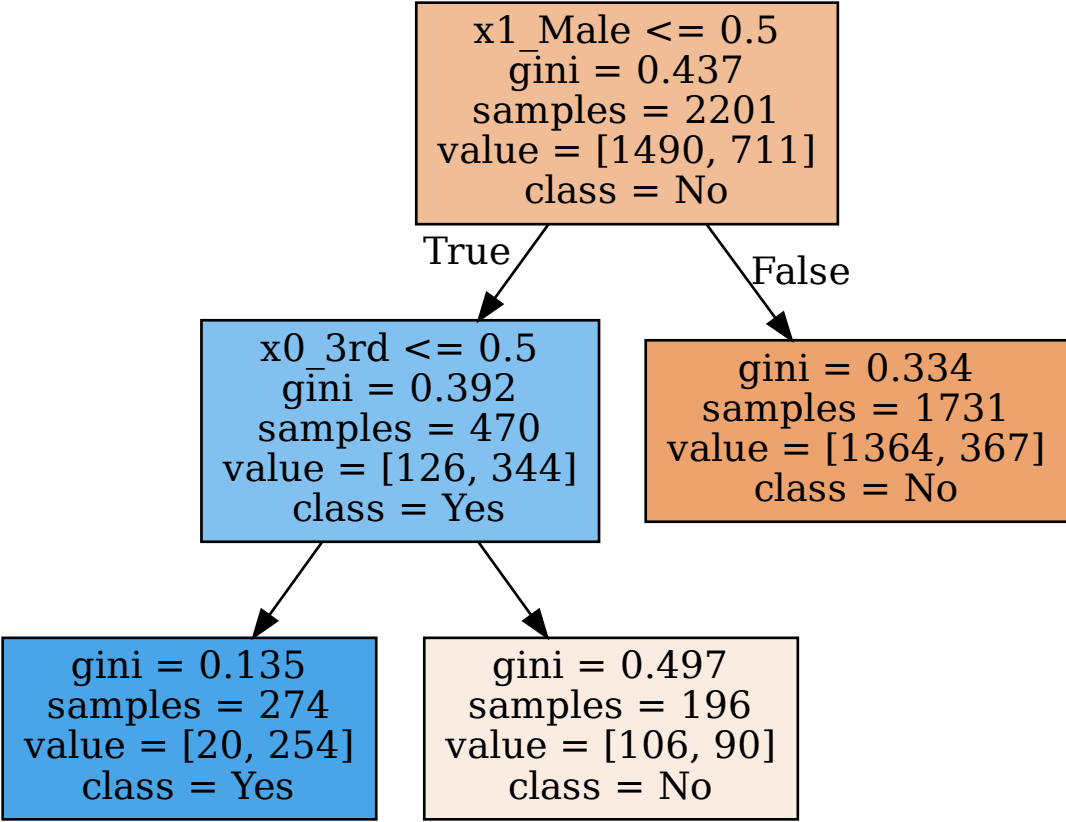 x1_Male <= 0.5
gini = 0.437
samples = 2201
value = [1490, 711]
class = No
True
False
x0_3rd <= 0.5
gini = 0.392
samples = 470
value = [126, 344]
class = Yes
gini = 0.334
samples = 1731
value = [1364, 367]
class = No
gini = 0.135
samples = 274
value = [20, 254]
class = Yes
gini = 0.497
samples = 196
value = [106, 90]
class = No